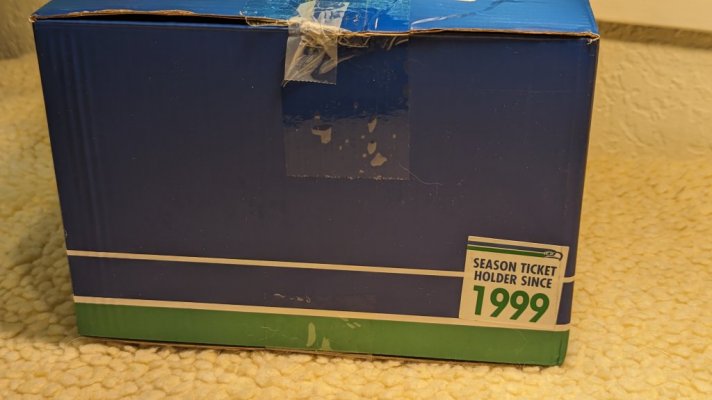 SEASON TICKET
HOLDER SINCE
1999